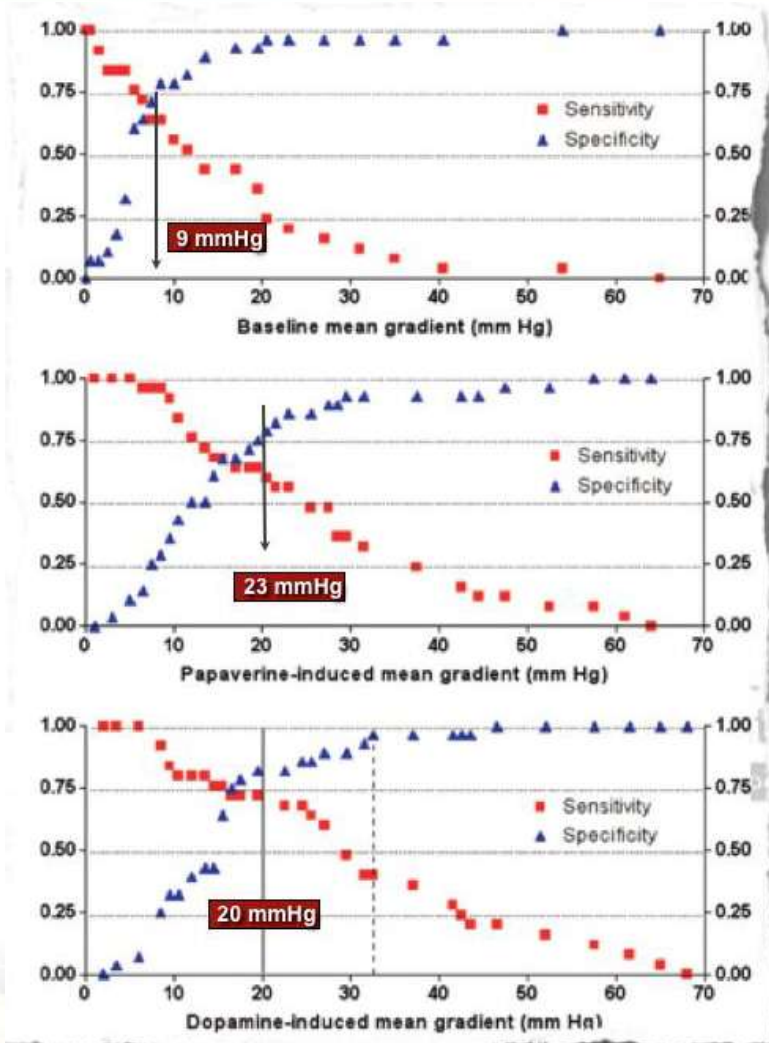 1.00 1.00
0.75 0.75
Sensitivity
Specificity
0.50 0.50
0.25 0.25
9 mmHg
0.00 0.00
0 10 20 30 40 50 60 70
Baseline mean gradient (mm Hg)
1.00 1.00
0.75 0.75
Sensitivity
Specificity
0.50 0.50
0.25 0.25
23 mmHg
0.00 0.00
0 10 20 30 40 50 60 70
Papaverine-induced mean gradient (mm Hg)
1.00 1.00
0.75 0.75
Sensitivity
Specificity
0.50 0.50
0.25 0.25
20 mmHg
0.00 0.00
0 10 20 30 40 50 60 70
Dopamine-induced mean gradient (mm Hg)